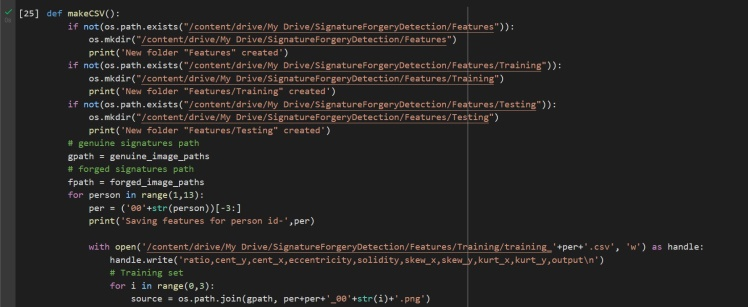 [25] def makeCSV():
if not(os.path.exists("/content/drive/My Drive/SignatureForgeryDetection/Features")):
os.mkdir("/content/drive/My Drive/SignatureForgeryDetection/Features")
print('New folder "Features" created')
if not(os.path.exists("/content/drive/My Drive/SignatureForgeryDetection/Features/Training")):
os.mkdir("/content/drive/My Drive/SignatureForgeryDetection/Features/Training")
print('New folder "Features/Training" created')
if not(os.path.exists("/content/drive/My Drive/SignatureForgeryDetection/Features/Testing")):
os.mkdir("/content/drive/My Drive/SignatureForgeryDetection/Features/Testing")
print('New folder "Features/Testing" created')
# genuine signatures path
gpath = genuine_image_paths
# forged signatures path
fpath = forged_image_paths
for person in range(1,13):
per = ('00'+str(person))[-3:]
print('Saving features for person id-',per)
with open('/content/drive/My Drive/SignatureForgeryDetection/Features/Training/training_'+per+'.csv', 'w') as handle:
handle.write('ratio,cent_y,cent_x,eccentricity,solidity,skew_x,skew_y,kurt_x,kurt_y,output\n')
# Training set
for i in range(0,3):
source = os.path.join(gpath, per+per+'_00'+str(i)+'.png')